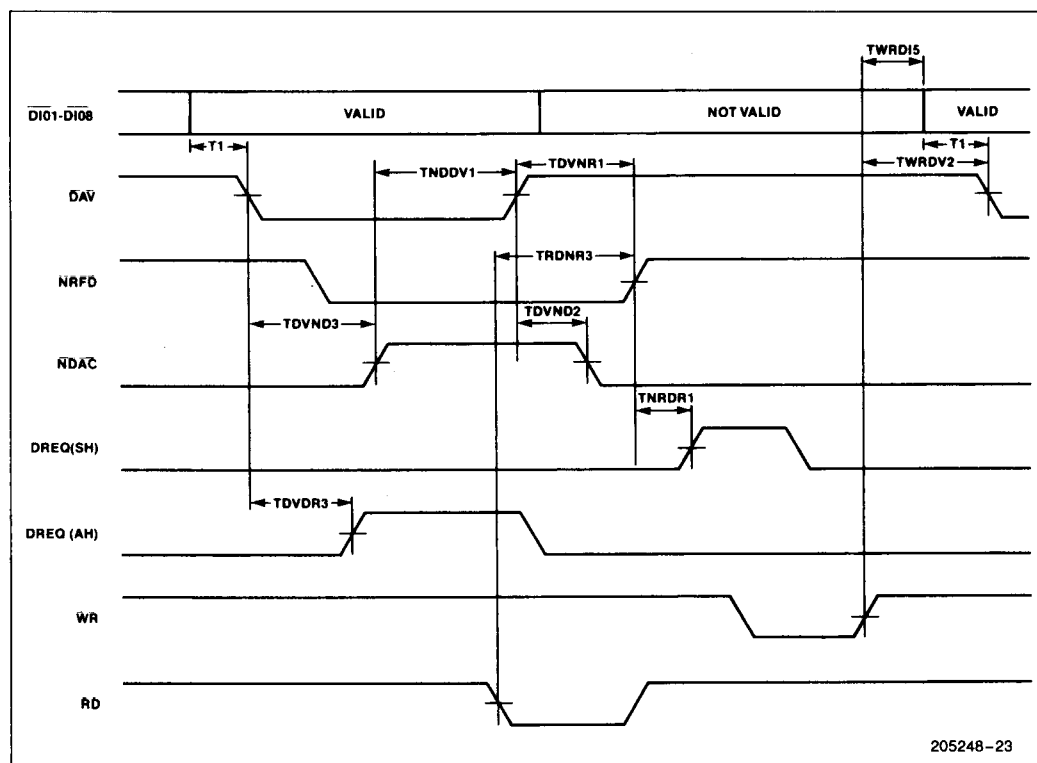 TWRDI5
DI01-DI08 VALID NOT VALID VALID
T1 TNDDV1 TDVNR1 T1
TWRDV2
DAV
TRDNR3
NRFD
TDVND3 TDVND2
NDAC
TNRDR1
DREQ(SH)
TDVDR3
DREQ (AH)
WR
RD
205248-23